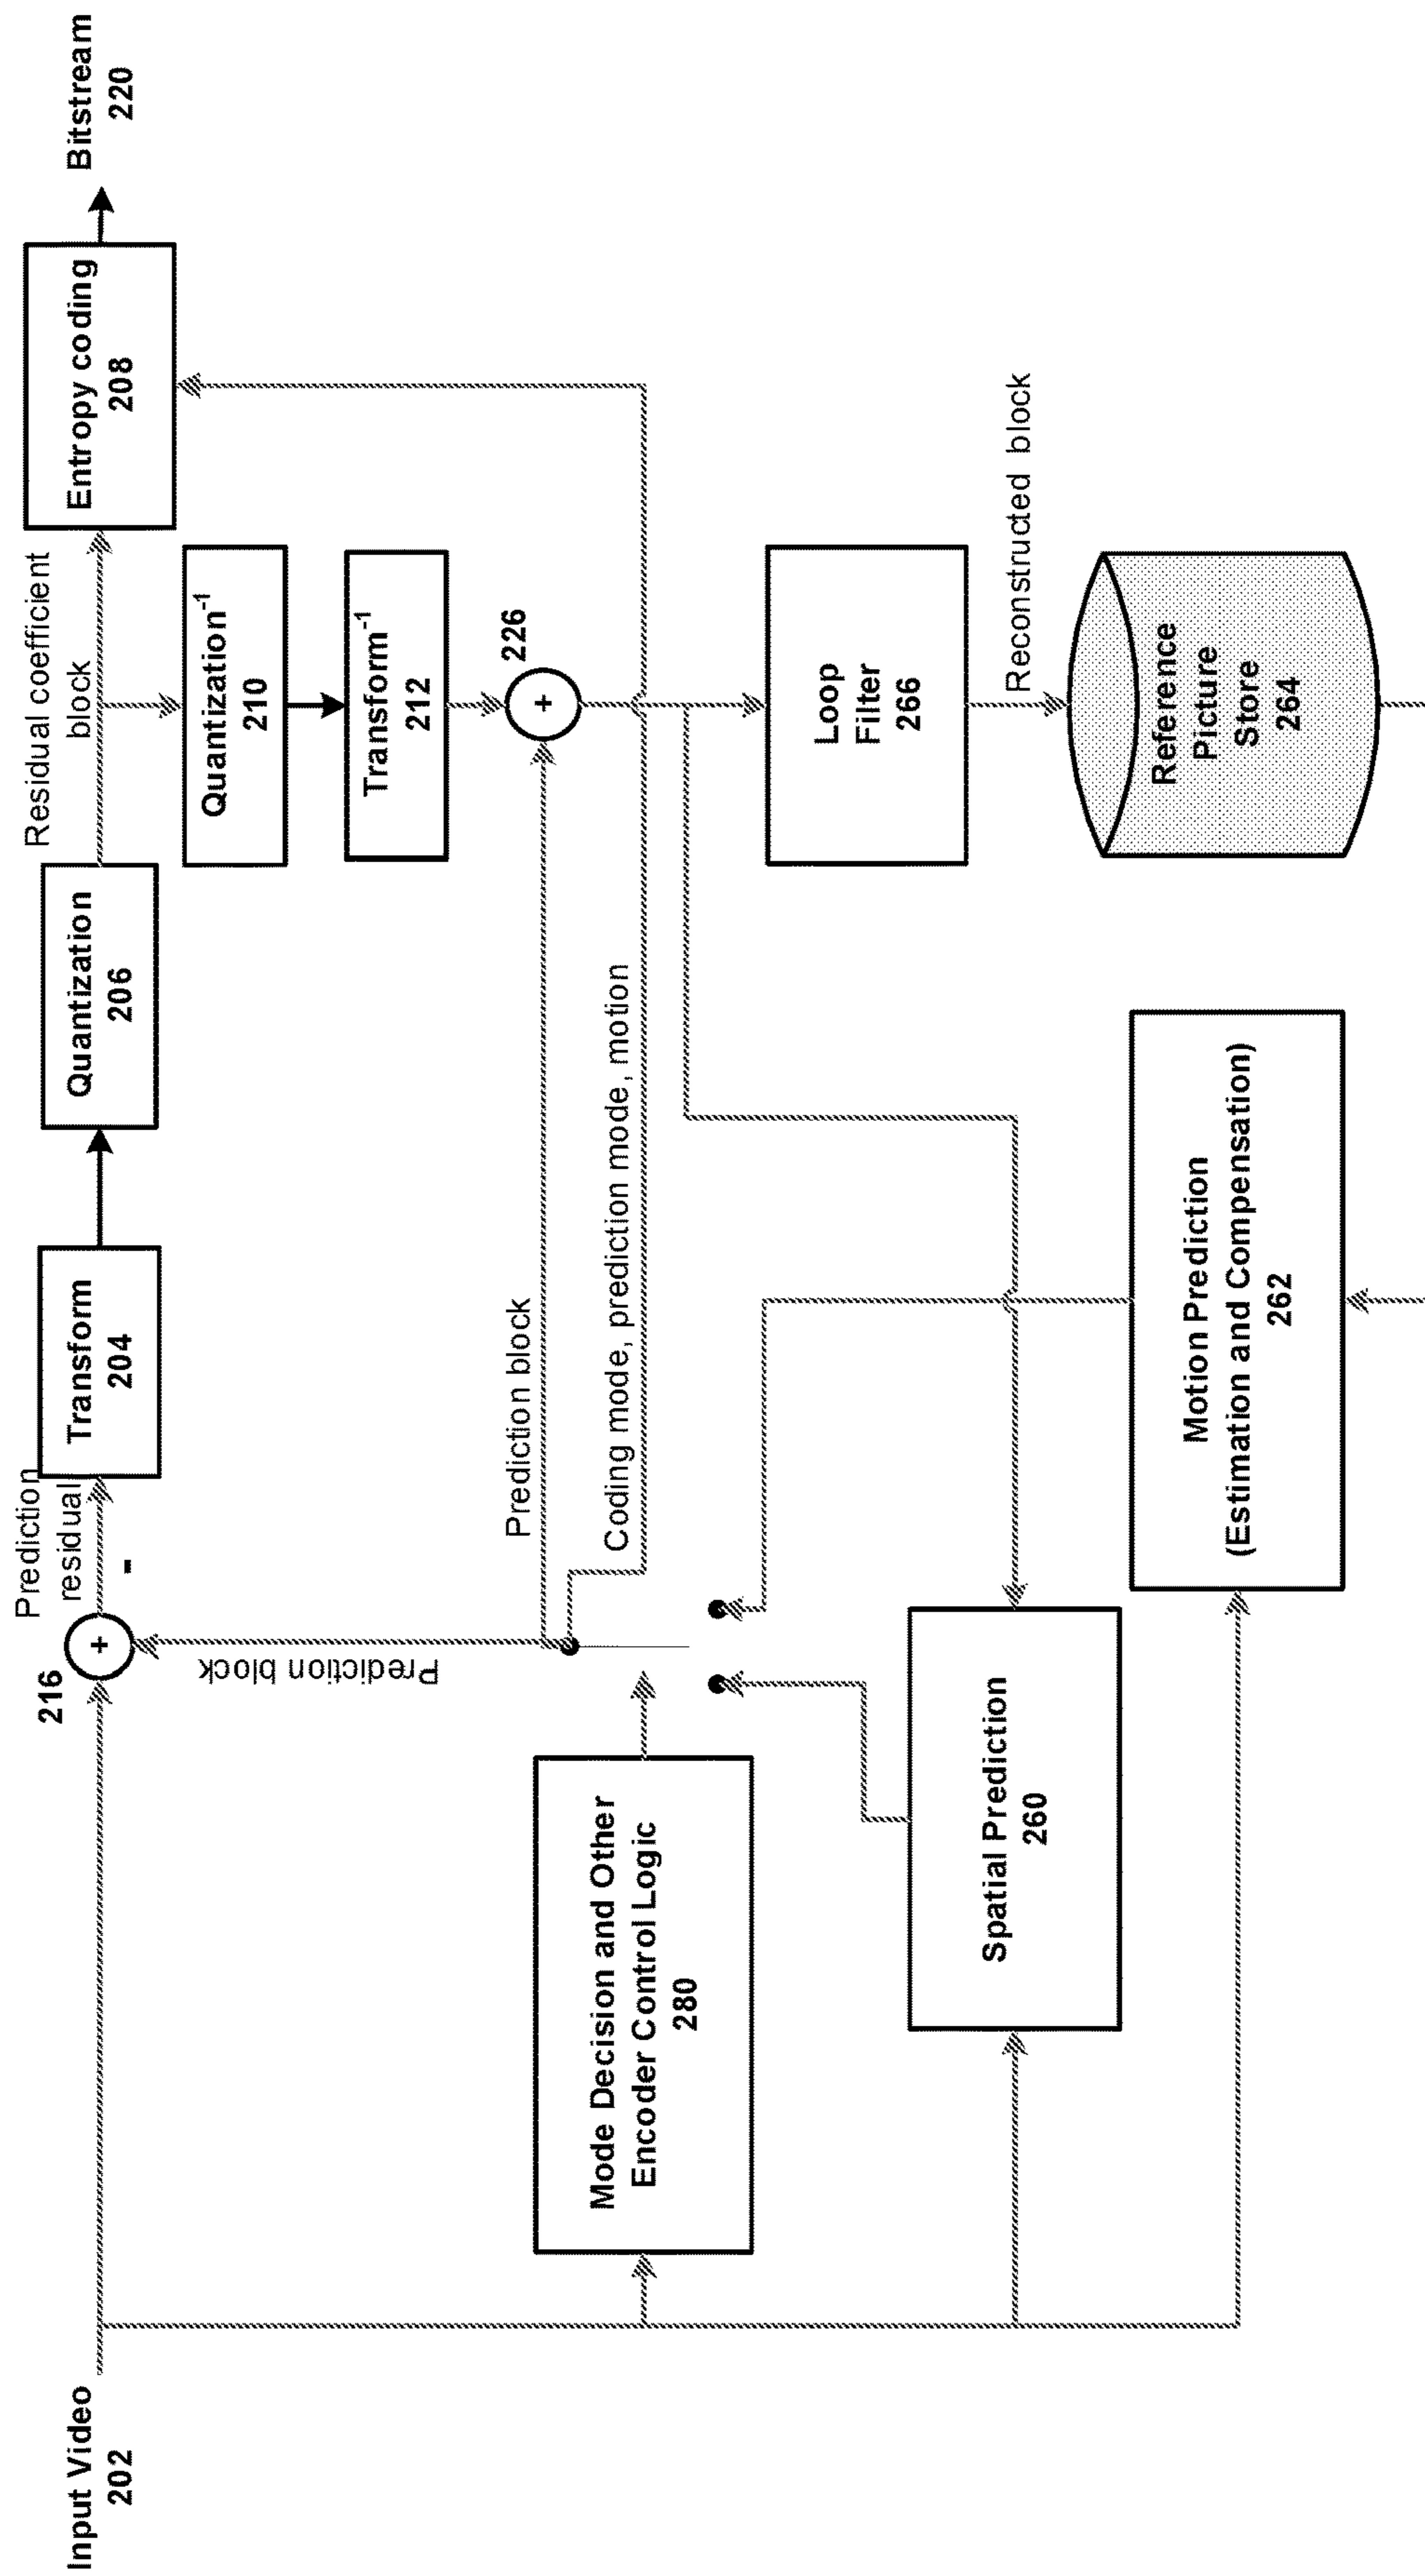 Input Video
202
216
+
Prediction
residual
-
Transform
204
Quantization
206
Residual coefficient
block
Entropy coding
208
Bitstream
220
Prediction block
Quantization-1
210
Transform-1
212
226
+
Prediction block
Coding mode, prediction mode, motion
Mode Decision and Other
Encoder Control Logic
280
Loop
Filter
266
Spatial Prediction
260
Reconstructed block
Motion Prediction
(Estimation and Compensation)
262
Reference
Picture
Store
264